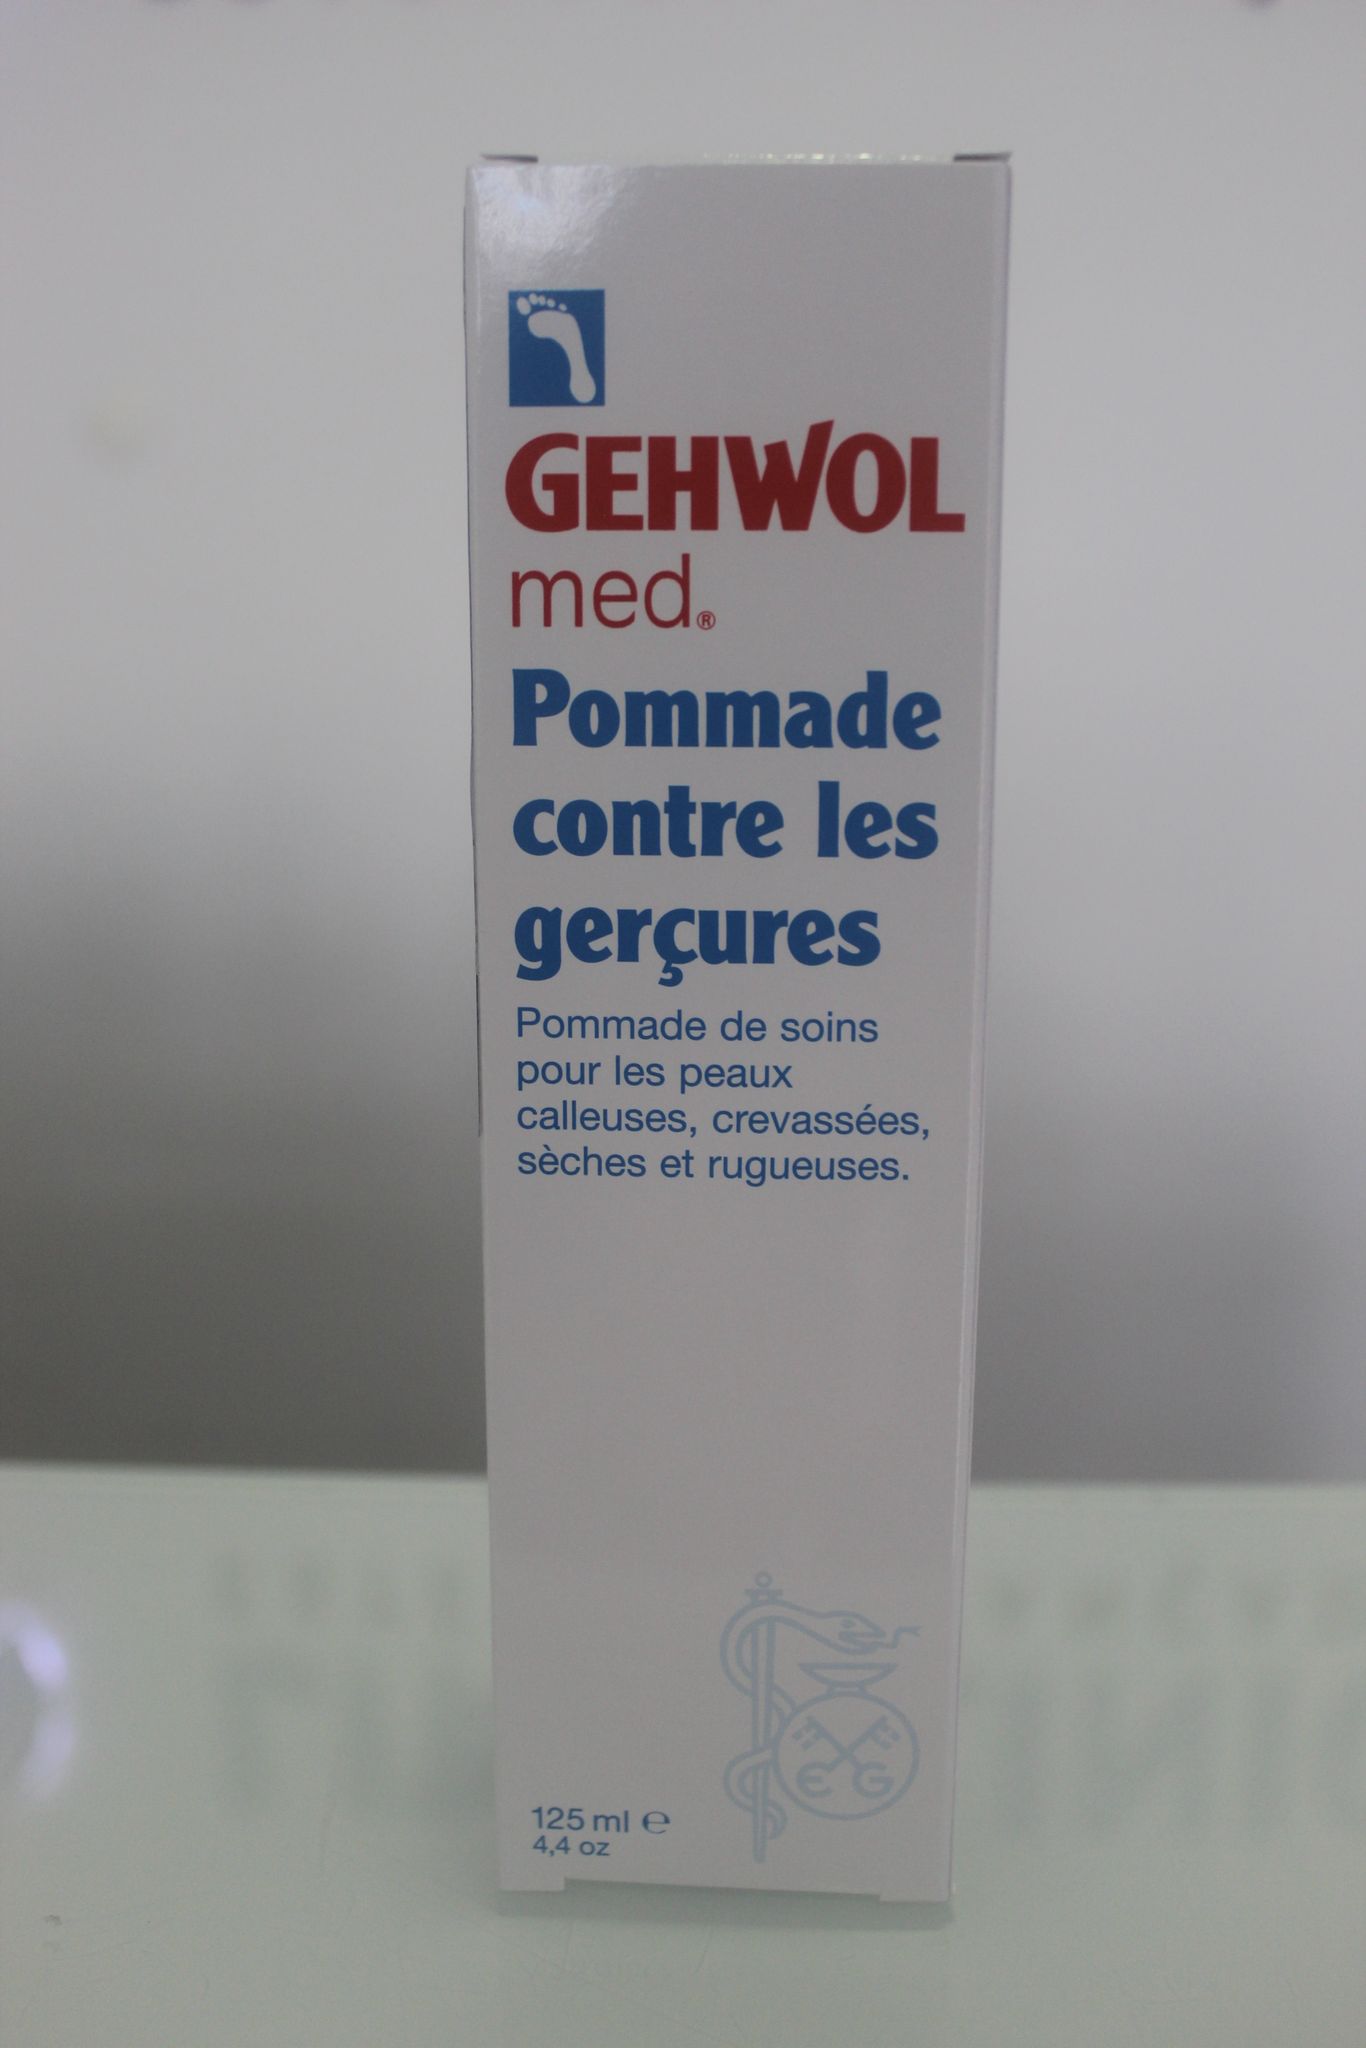 GEHWOL
med®
Pommade
contre les
gerçures
Pommade de soins
pour les peaux
calleuses, crevassées,
sèches et rugueuses.
E G
125 ml ℮
4,4 oz